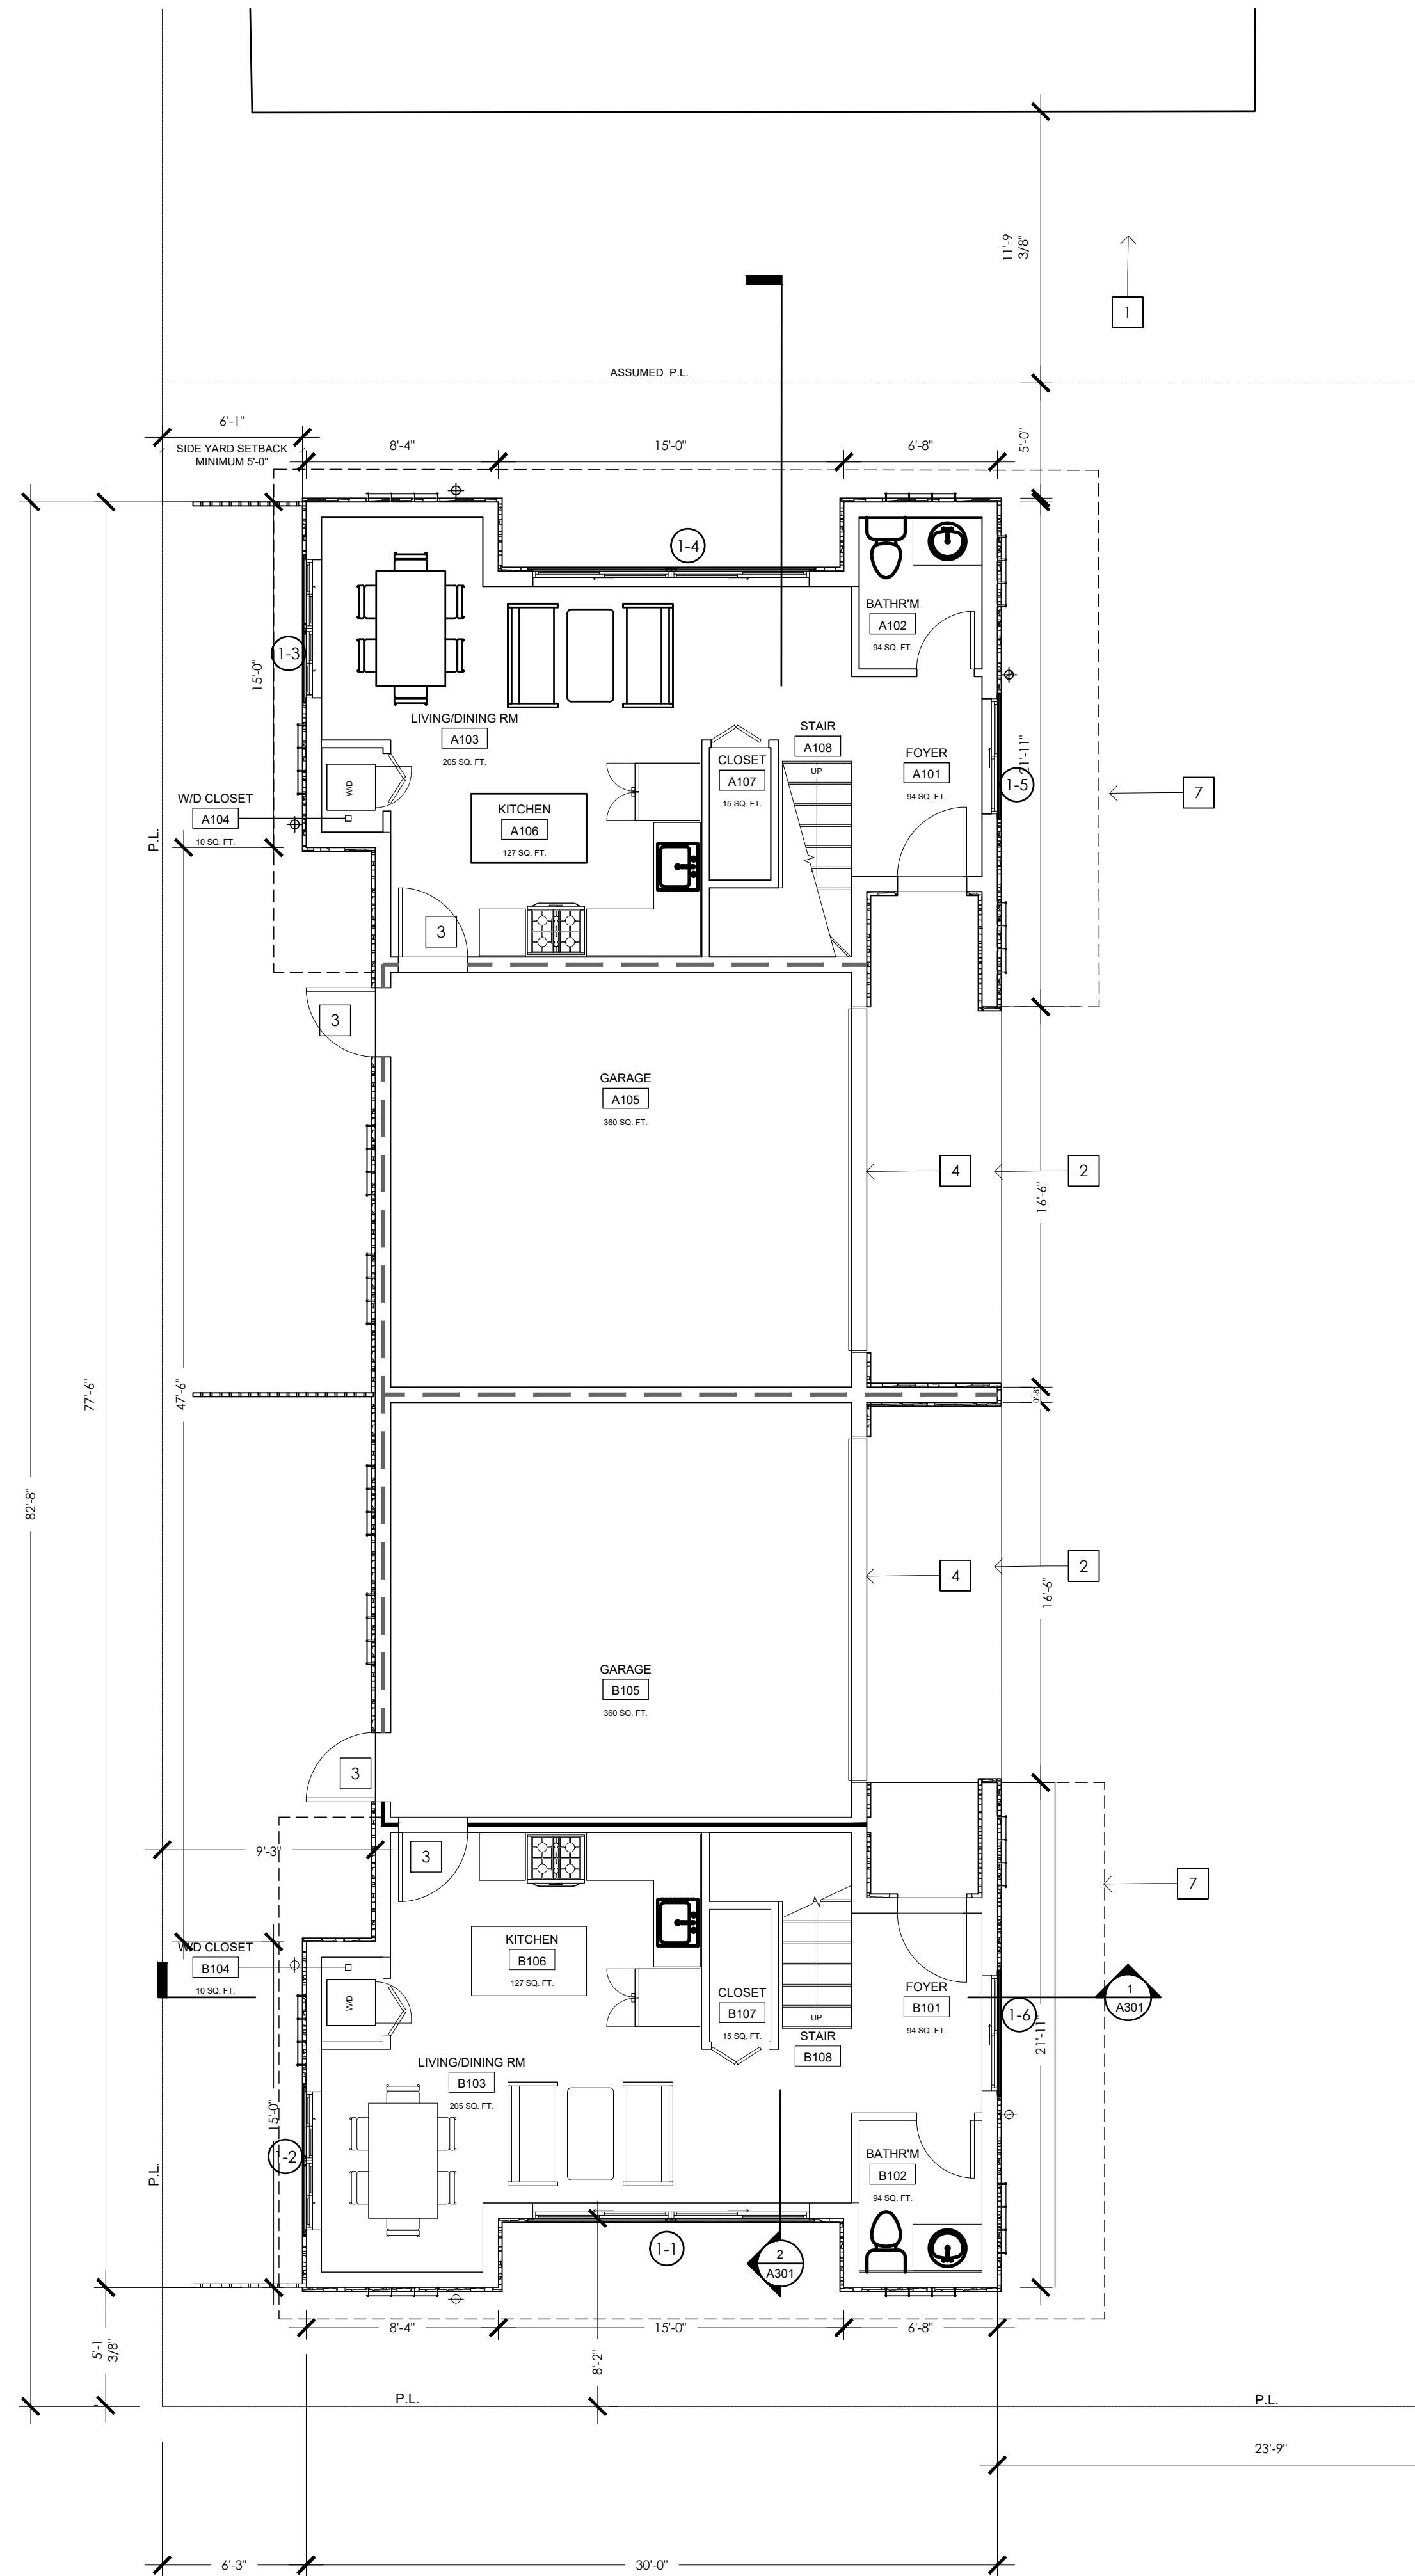 11'-9
3/8"
1
ASSUMED P.L.
6'-1"
SIDE YARD SETBACK
MINIMUM 5'-0"
8'-4"
15'-0"
6'-8"
5'-0"
1-4
BATHR'M
A102
94 SQ. FT.
1-3
15'-0"
LIVING/DINING RM
A103
205 SQ. FT.
STAIR
A108
UP
CLOSET
A107
15 SQ. FT.
FOYER
A101
94 SQ. FT.
21'-11"
1-5
7
W/D
W/D CLOSET
A104
10 SQ. FT.
P.L.
KITCHEN
A106
127 SQ. FT.
3
3
GARAGE
A105
360 SQ. FT.
4
2
16'-6"
77'-6"
47'-6"
0'-8"
82'-8"
4
2
16'-6"
GARAGE
B105
360 SQ. FT.
3
9'-3"
3
7
KITCHEN
B106
127 SQ. FT.
W/D CLOSET
B104
10 SQ. FT.
W/D
CLOSET
B107
15 SQ. FT.
UP
STAIR
B108
FOYER
B101
94 SQ. FT.
1-6
21'-11"
1
A301
LIVING/DINING RM
B103
205 SQ. FT.
15'-0"
1-2
P.L.
BATHR'M
B102
94 SQ. FT.
1-1
2
A301
8'-4"
15'-0"
6'-8"
5'-1
3/8"
8'-2"
P.L.
P.L.
23'-9"
6'-3"
30'-0"